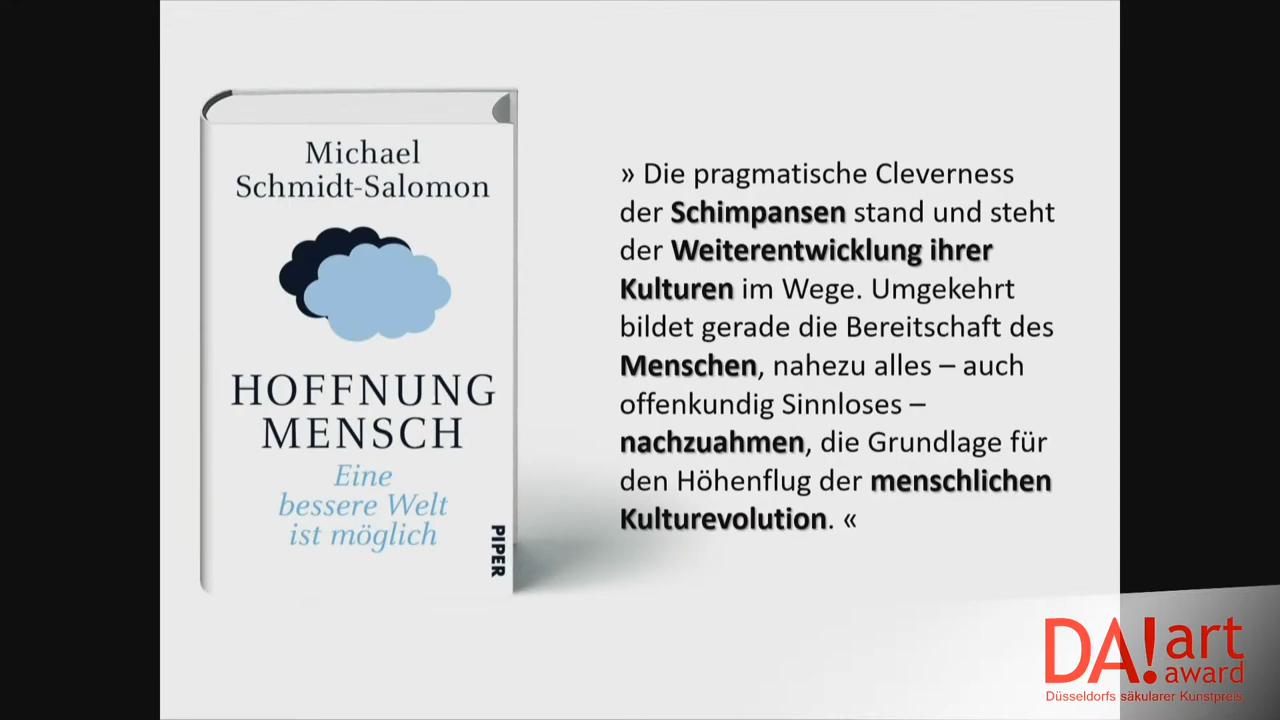 Michael
Schmidt-Salomon
HOFFNUNG
MENSCH
Eine
bessere Welt
ist möglich
PIPER
» Die pragmatische Cleverness
der Schimpansen stand und steht
der Weiterentwicklung ihrer
Kulturen im Wege. Umgekehrt
bildet gerade die Bereitschaft des
Menschen, nahezu alles – auch
offenkundig Sinnloses –
nachzuahmen, die Grundlage für
den Höhenflug der menschlichen
Kulturevolution. «
DA!art
award
Düsseldorfs säkularer Kunstpreis